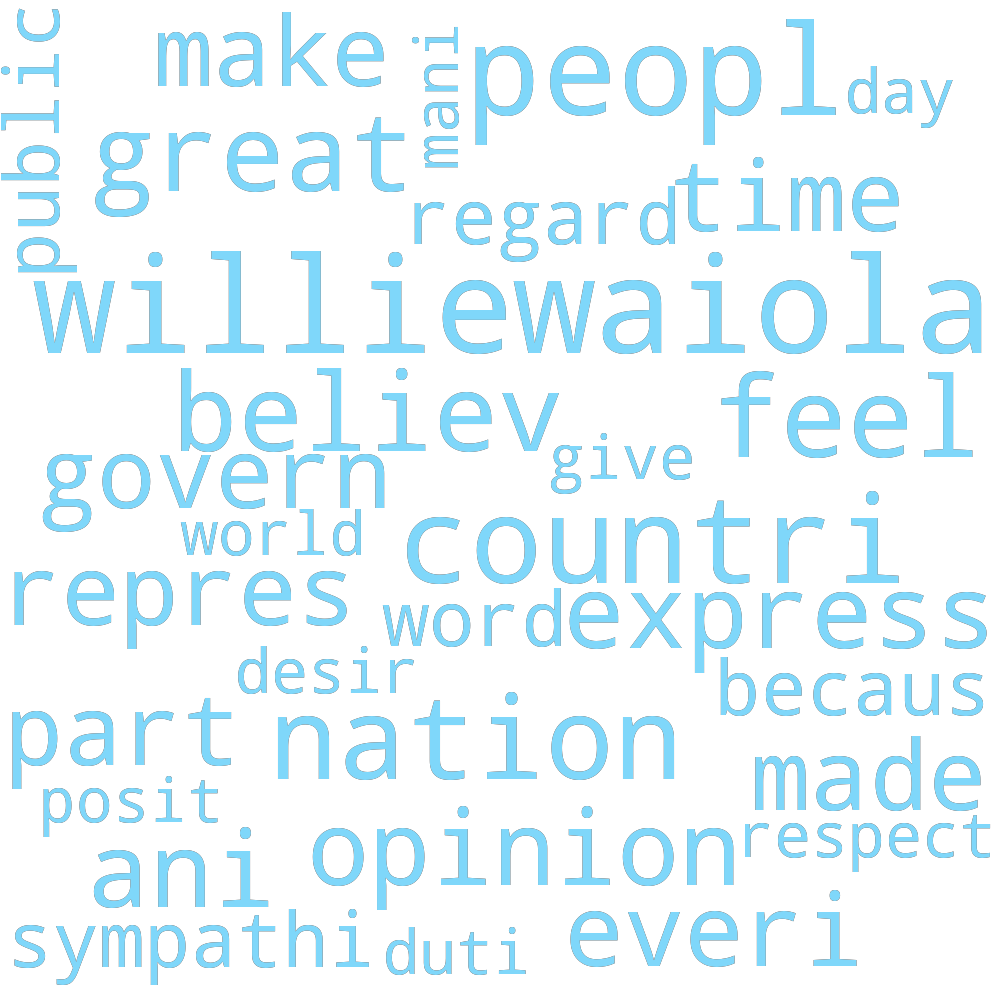 public
make
mani
peopl
day
great
regard
time
williewaiola
believ
feel
govern
give
world
countri
repres
word
express
desir
becaus
part
nation
made
posit
respect
ani
opinion
sympathi
duti
everi